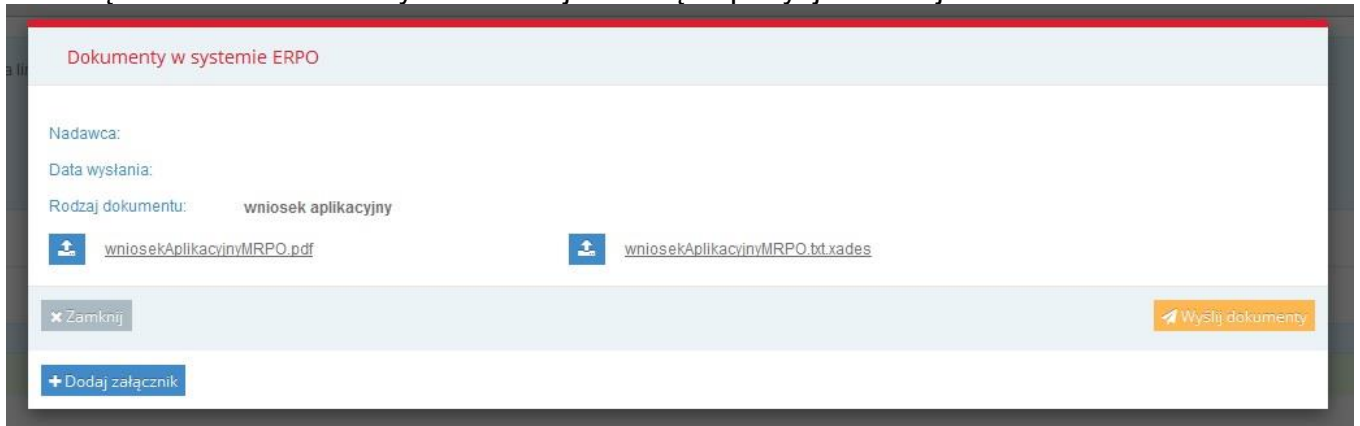 Dokumenty w systemie ERPO
Nadawca:
Data wysłania:
Rodzaj dokumentu: wniosek aplikacyjny
wniosekAplikacyjnyMRPO.pdf wniosekAplikacyjnyMRPO.txt.xades
Zamknij Wyślij dokumenty
Dodaj załącznik